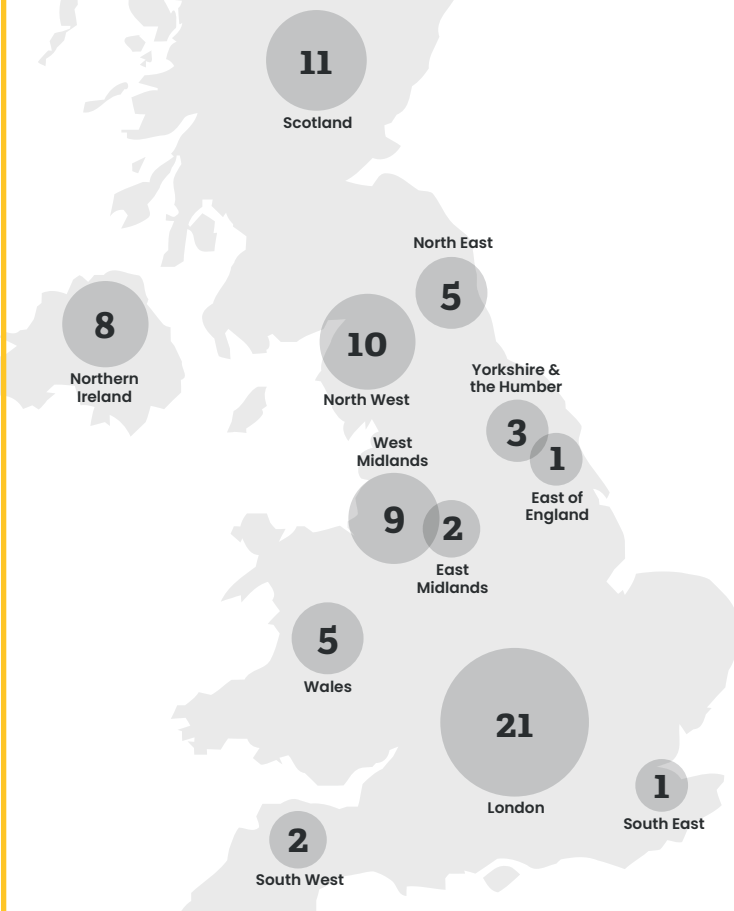 11
Scotland
North East
5
8
Northern
Ireland
10
North West
Yorkshire &
the Humber
3
1
East of
England
West
Midlands
9
2
East
Midlands
5
Wales
21
London
1
South East
2
South West